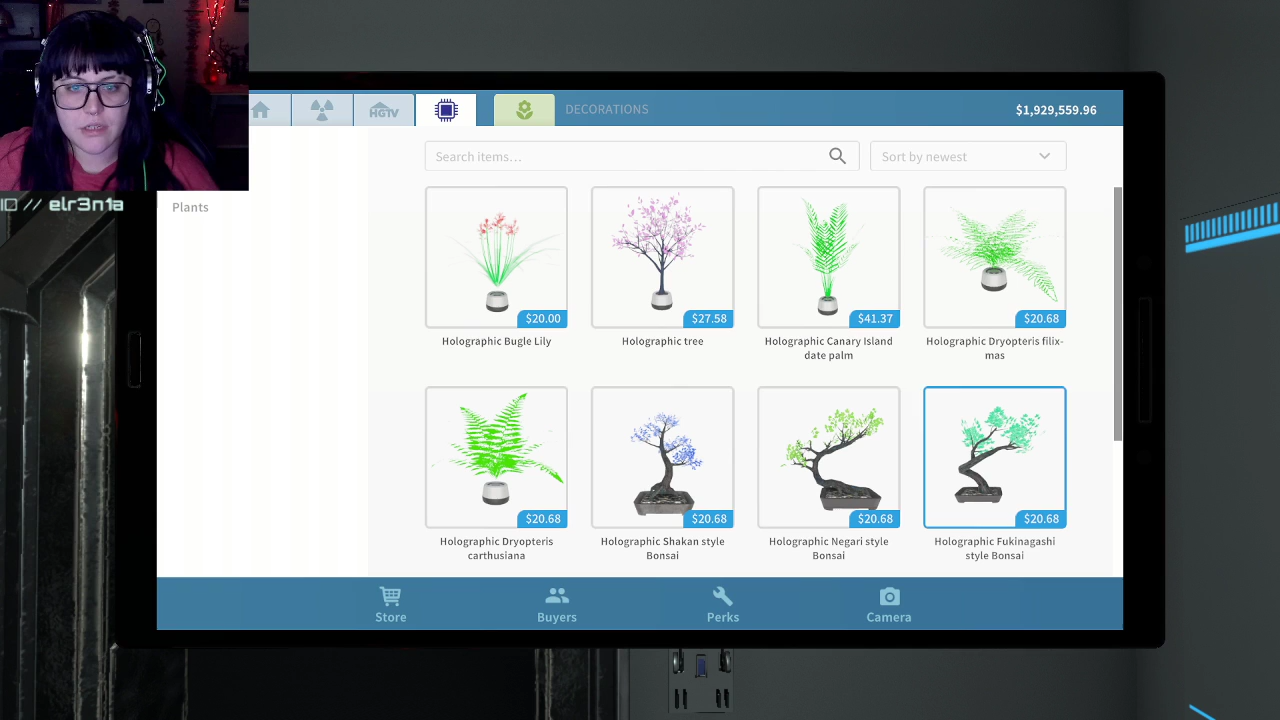 HGTV
DECORATIONS
$1,929,559.96
Search items...
Sort by newest
ID // elr3n1a
Plants
$20.00
$27.58
$41.37
$20.68
Holographic Bugle Lily
Holographic tree
Holographic Canary Island
date palm
Holographic Dryopteris filix-
mas
$20.68
$20.68
$20.68
$20.68
Holographic Dryopteris
carthusiana
Holographic Shakan style
Bonsai
Holographic Negari style
Bonsai
Holographic Fukinagashi
style Bonsai
Store
Buyers
Perks
Camera